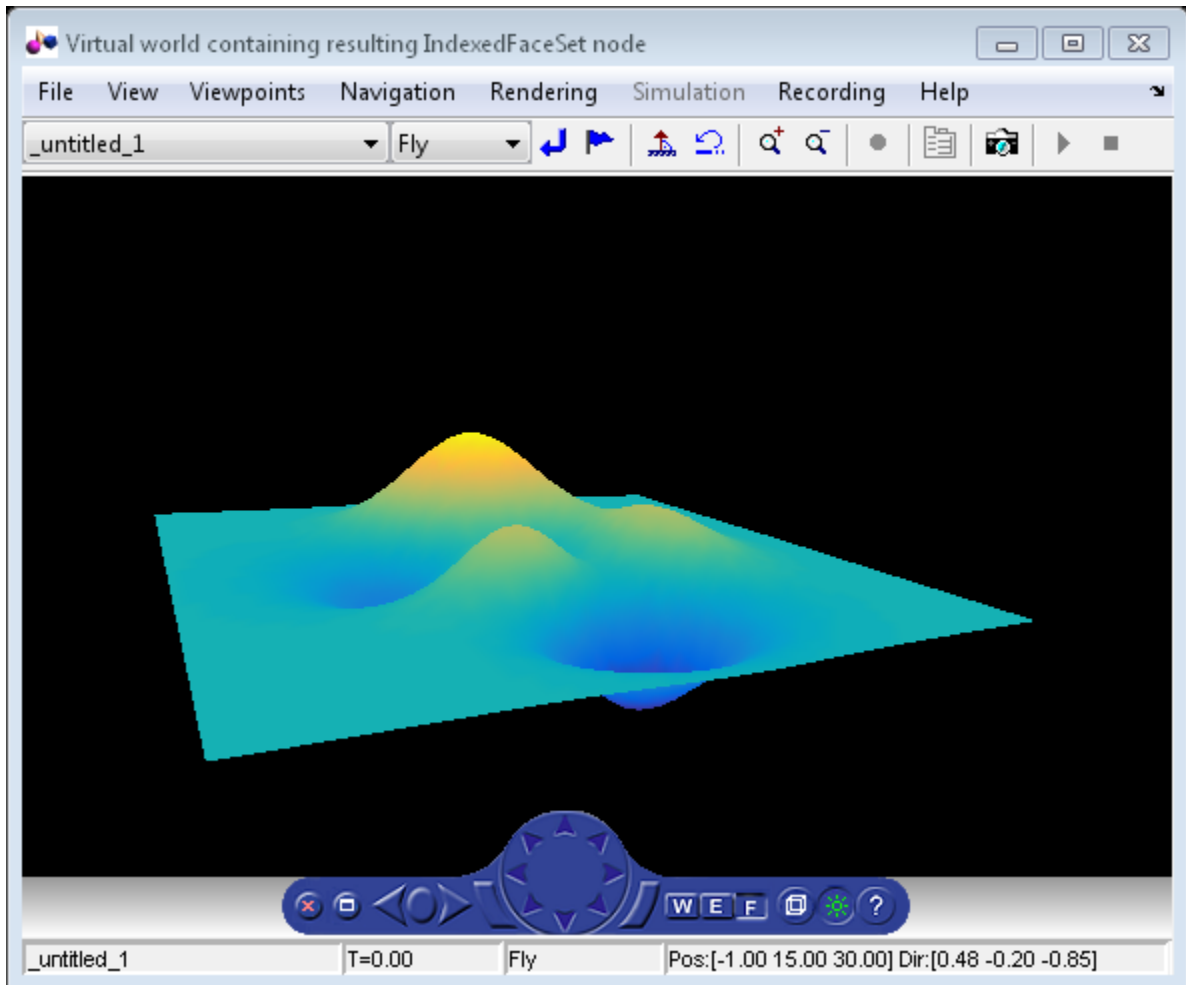 Virtual world containing resulting IndexedFaceSet node
File View Viewpoints Navigation Rendering Simulation Recording Help
_untitled_1 Fly
W E F ?
_untitled_1 T=0.00 Fly Pos:[-1.00 15.00 30.00] Dir:[0.48 -0.20 -0.85]